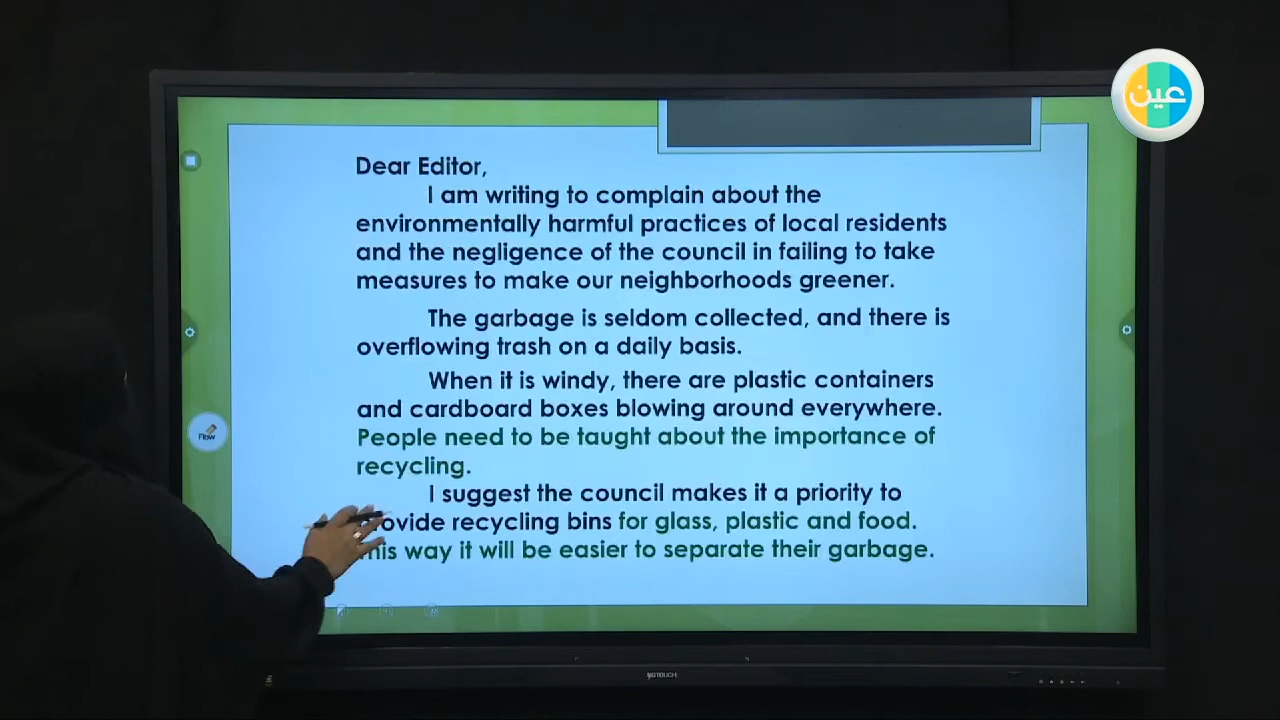 عين
Dear Editor,
I am writing to complain about the
environmentally harmful practices of local residents
and the negligence of the council in failing to take
measures to make our neighborhoods greener.
The garbage is seldom collected, and there is
overflowing trash on a daily basis.
When it is windy, there are plastic containers
and cardboard boxes blowing around everywhere.
People need to be taught about the importance of
recycling.
I suggest the council makes it a priority to
recycling bins for glass, plastic and food.
way it will be easier to separate their garbage.
Flow